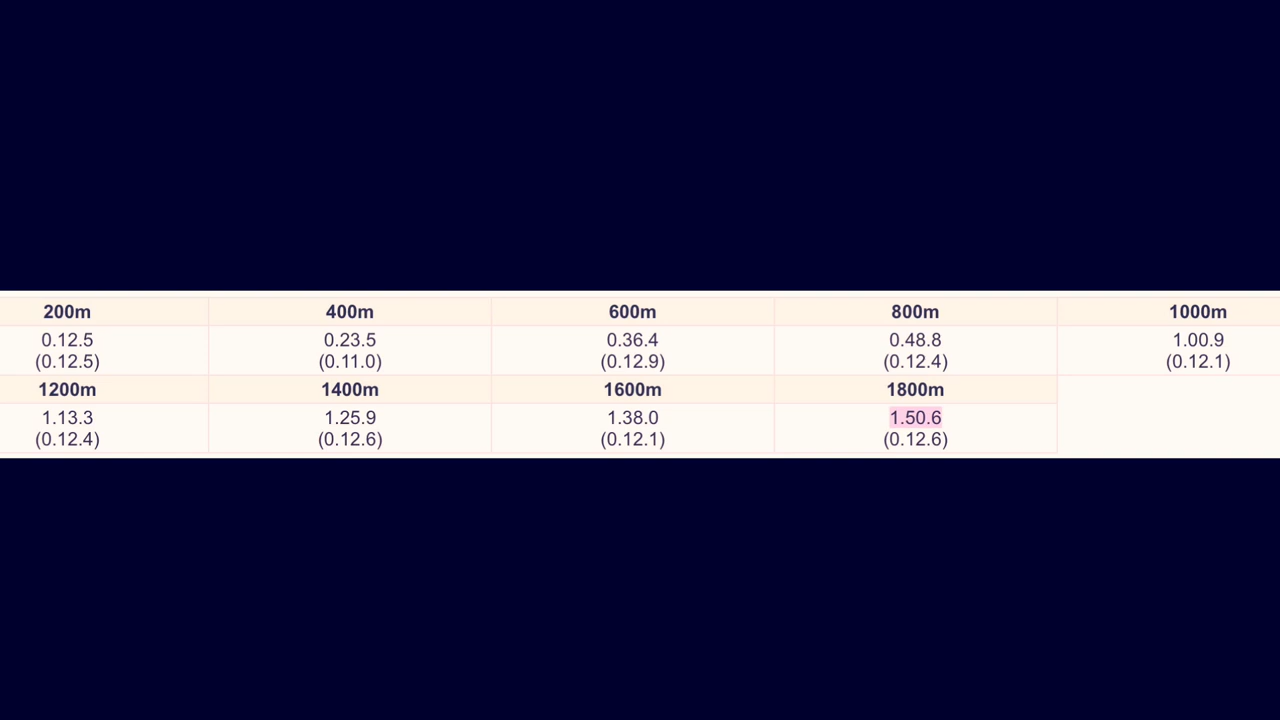 200m 400m 600m 800m 1000m
0.12.5 0.23.5 0.36.4 0.48.8 1.00.9
(0.12.5) (0.11.0) (0.12.9) (0.12.4) (0.12.1)
1200m 1400m 1600m 1800m
1.13.3 1.25.9 1.38.0 1.50.6
(0.12.4) (0.12.6) (0.12.1) (0.12.6)